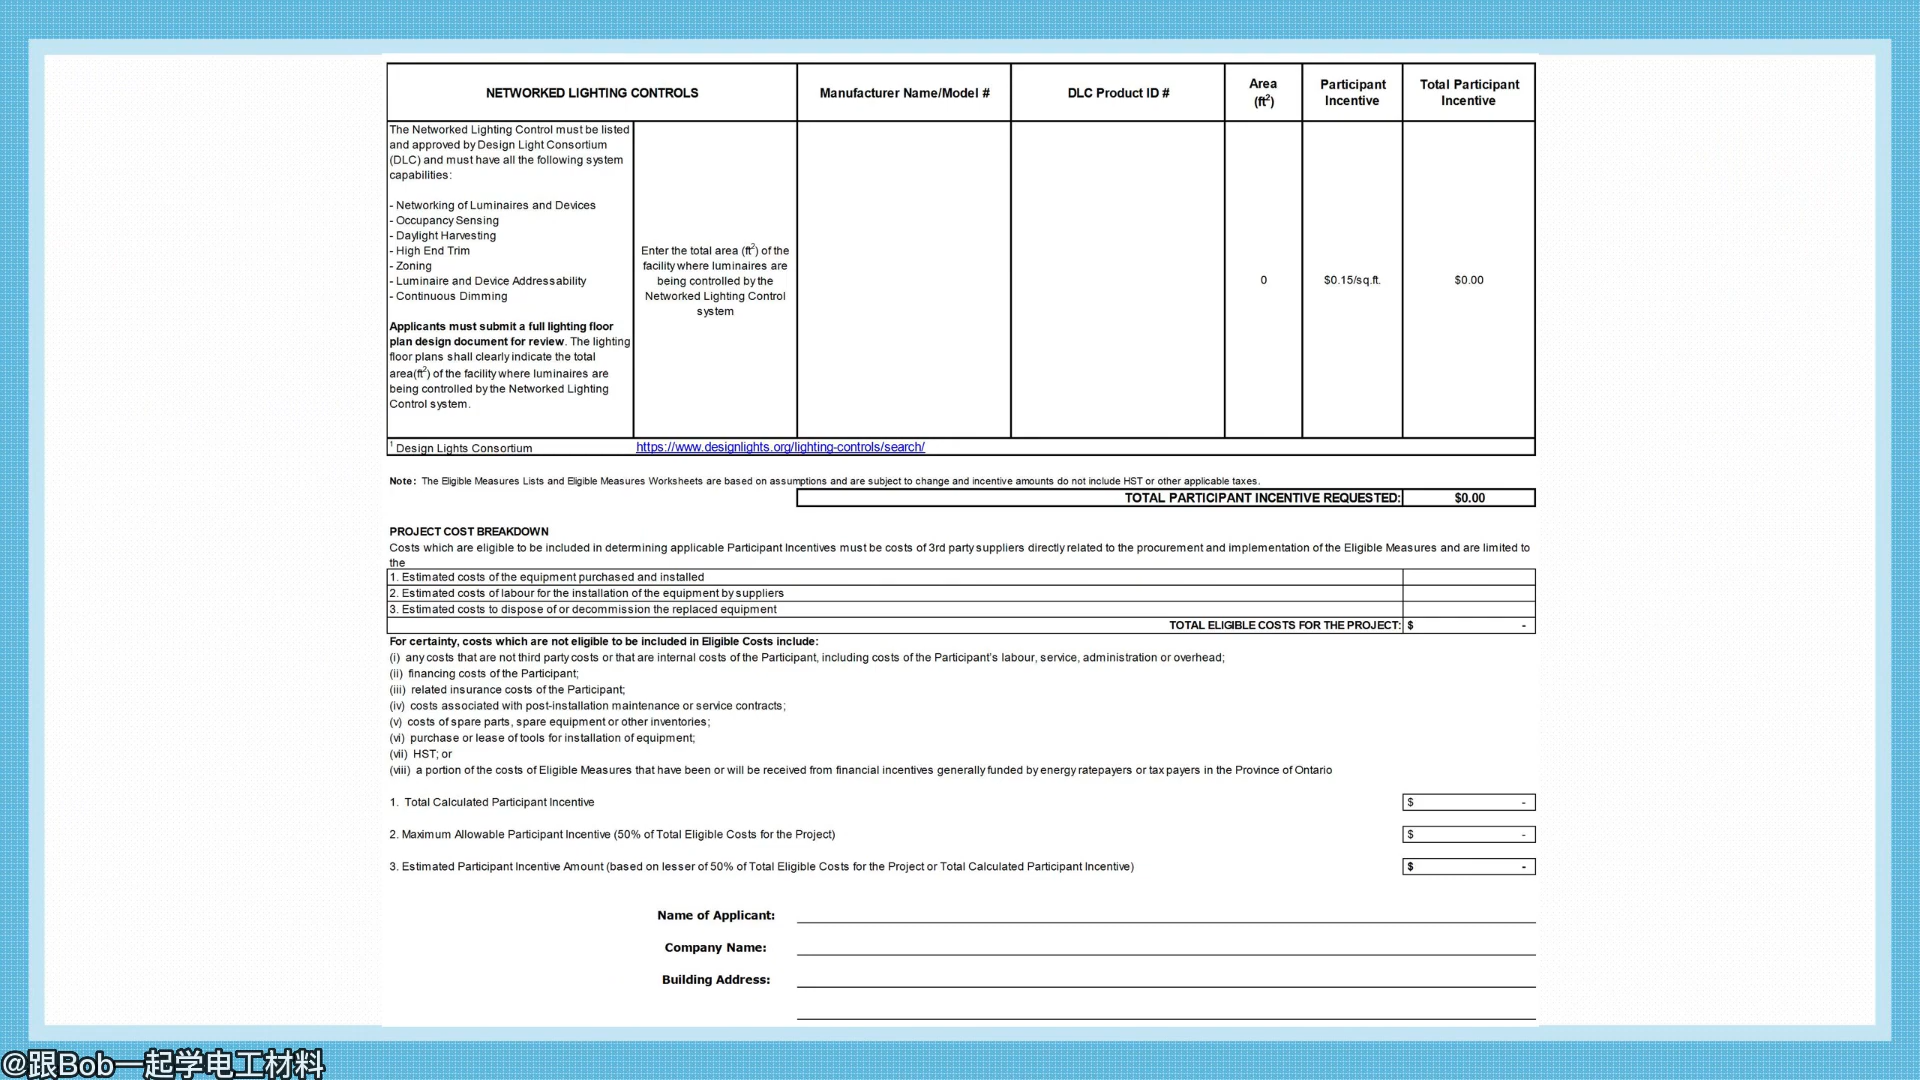 NETWORKED LIGHTING CONTROLS
Manufacturer Name/Model #
DLC Product ID #
Area
(ft²)
Participant
Incentive
Total Participant
Incentive
The Networked Lighting Control must be listed
and approved by Design Light Consortium
(DLC) and must have all the following system
capabilities:
- Networking of Luminaires and Devices
- Occupancy Sensing
- Daylight Harvesting
- High End Trim
- Zoning
- Luminaire and Device Addressability
- Continuous Dimming
Applicants must submit a full lighting floor
plan design document for review. The lighting
floor plans shall clearly indicate the total
area(ft²) of the facility where luminaires are
being controlled by the Networked Lighting
Control system.
Enter the total area (ft²) of the
facility where luminaires are
being controlled by the
Networked Lighting Control
system
0
$0.15/sq.ft.
$0.00
¹ Design Lights Consortium
https://www.designlights.org/lighting-controls/search/
Note: The Eligible Measures Lists and Eligible Measures Worksheets are based on assumptions and are subject to change and incentive amounts do not include HST or other applicable taxes.
TOTAL PARTICIPANT INCENTIVE REQUESTED: $0.00
PROJECT COST BREAKDOWN
Costs which are eligible to be included in determining applicable Participant Incentives must be costs of 3rd party suppliers directly related to the procurement and implementation of the Eligible Measures and are limited to
the
1. Estimated costs of the equipment purchased and installed
2. Estimated costs of labour for the installation of the equipment by suppliers
3. Estimated costs to dispose of or decommission the replaced equipment
TOTAL ELIGIBLE COSTS FOR THE PROJECT: $ -
For certainty, costs which are not eligible to be included in Eligible Costs include:
(i) any costs that are not third party costs or that are internal costs of the Participant, including costs of the Participant's labour, service, administration or overhead;
(ii) financing costs of the Participant;
(iii) related insurance costs of the Participant;
(iv) costs associated with post-installation maintenance or service contracts;
(v) costs of spare parts, spare equipment or other inventories;
(vi) purchase or lease of tools for installation of equipment;
(vii) HST; or
(viii) a portion of the costs of Eligible Measures that have been or will be received from financial incentives generally funded by energy ratepayers or tax payers in the Province of Ontario
1. Total Calculated Participant Incentive $ -
2. Maximum Allowable Participant Incentive (50% of Total Eligible Costs for the Project) $ -
3. Estimated Participant Incentive Amount (based on lesser of 50% of Total Eligible Costs for the Project or Total Calculated Participant Incentive) $ -
Name of Applicant:
Company Name:
Building Address:
@跟Bob一起学电工材料